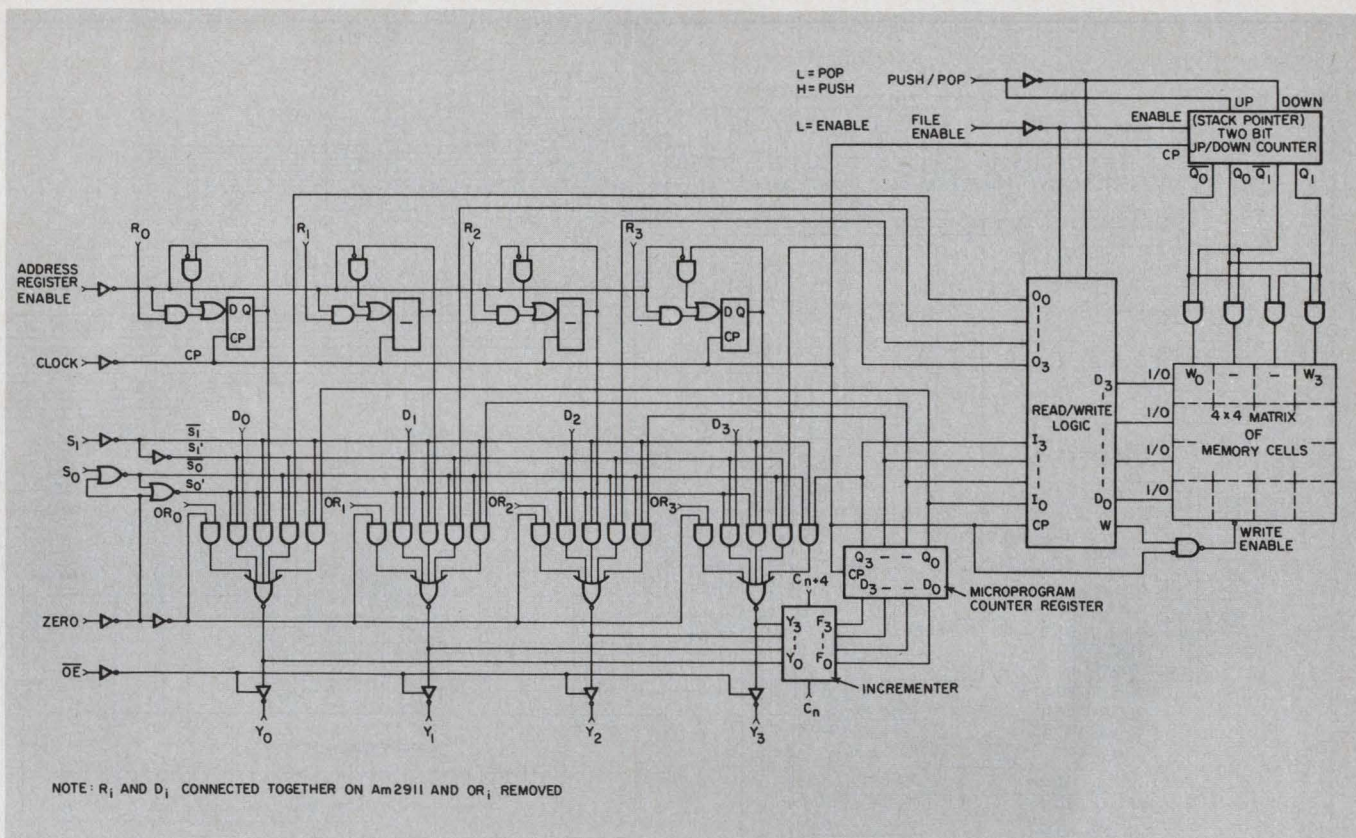 L = POP
H = PUSH
PUSH / POP
UP
DOWN
L = ENABLE
FILE
ENABLE
ENABLE
(STACK POINTER)
TWO BIT
UP/DOWN COUNTER
CP
Q̅0 Q0 Q̅1 Q1
R0
R1
R2
R3
ADDRESS
REGISTER
ENABLE
D Q
CP
—
—
D Q
CP
CLOCK
CP
O0
O3
READ/WRITE
LOGIC
I3
I0
CP
D3
D0
W
I/O
I/O
I/O
I/O
W0 – – W3
4 x 4 MATRIX
OF
MEMORY CELLS
WRITE
ENABLE
S1
S̅1̅
S1'
S0
S̅0̅
S0'
D0
D1
D2
D3
OR0
OR1
OR2
OR3
Cn+4
Q3 – – Q0
CP
D3 – – D0
MICROPROGRAM
COUNTER REGISTER
Y3 F3
Y0 F0
INCREMENTER
Cn
ZERO
O̅E̅
Y0
Y1
Y2
Y3
NOTE: Ri AND Di CONNECTED TOGETHER ON Am2911 AND ORi REMOVED